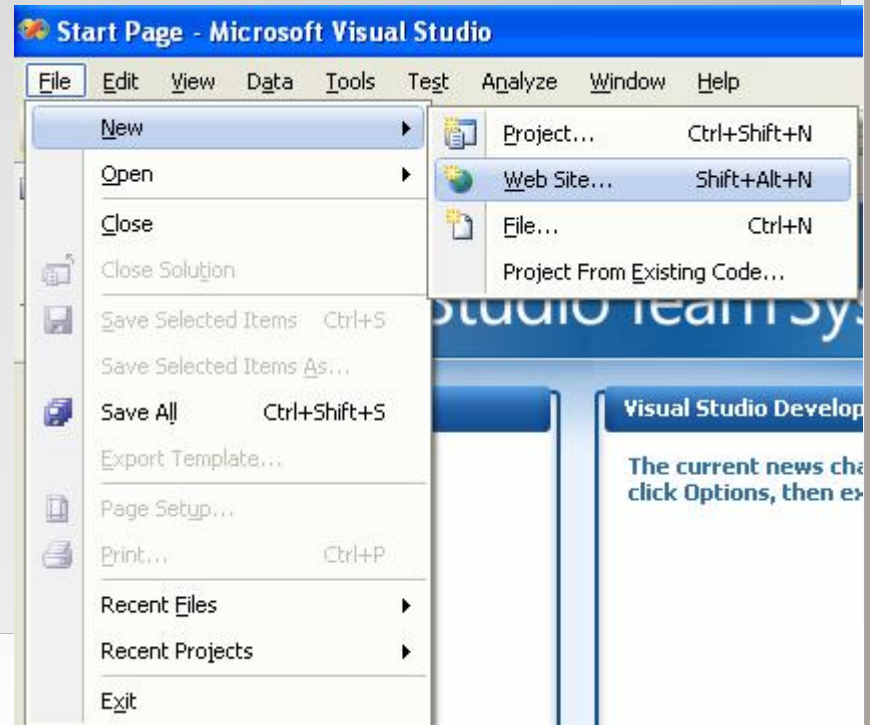 Start Page - Microsoft Visual Studio
File Edit View Data Tools Test Analyze Window Help
New
Project... Ctrl+Shift+N
Open
Web Site... Shift+Alt+N
Close
File... Ctrl+N
Close Solution
Project From Existing Code...
Save Selected Items Ctrl+S
Studio Team Sys
Save Selected Items As...
Save All Ctrl+Shift+S
Visual Studio Develop
Export Template...
The current news cha
click Options, then ex
Page Setup...
Print... Ctrl+P
Recent Files
Recent Projects
Exit